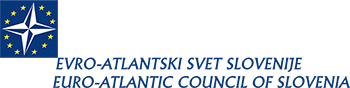 EVRO-ATLANTSKI SVET SLOVENIJE
EURO-ATLANTIC COUNCIL OF SLOVENIA